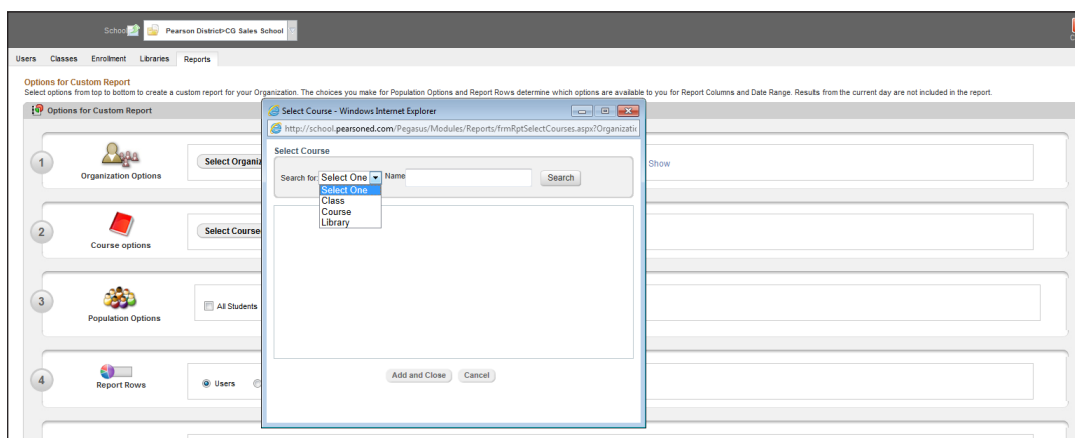 School Pearson District>CG Sales School
Users Classes Enrollment Libraries Reports
Options for Custom Report
Select options from top to bottom to create a custom report for your Organization. The choices you make for Population Options and Report Rows determine which options are available to you for Report Columns and Date Range. Results from the current day are not included in the report.
Options for Custom Report
Select Course - Windows Internet Explorer
http://school.pearsoned.com/Pegasus/Modules/Reports/frmRptSelectCourses.aspx?Organizatic
Select Course
Search for: Select One Name Search
Select One
Class
Course
Library
1
Organization Options
Select Organiz
Show
2
Course options
Select Course
3
Population Options
All Students
4
Report Rows
Users
Add and Close Cancel